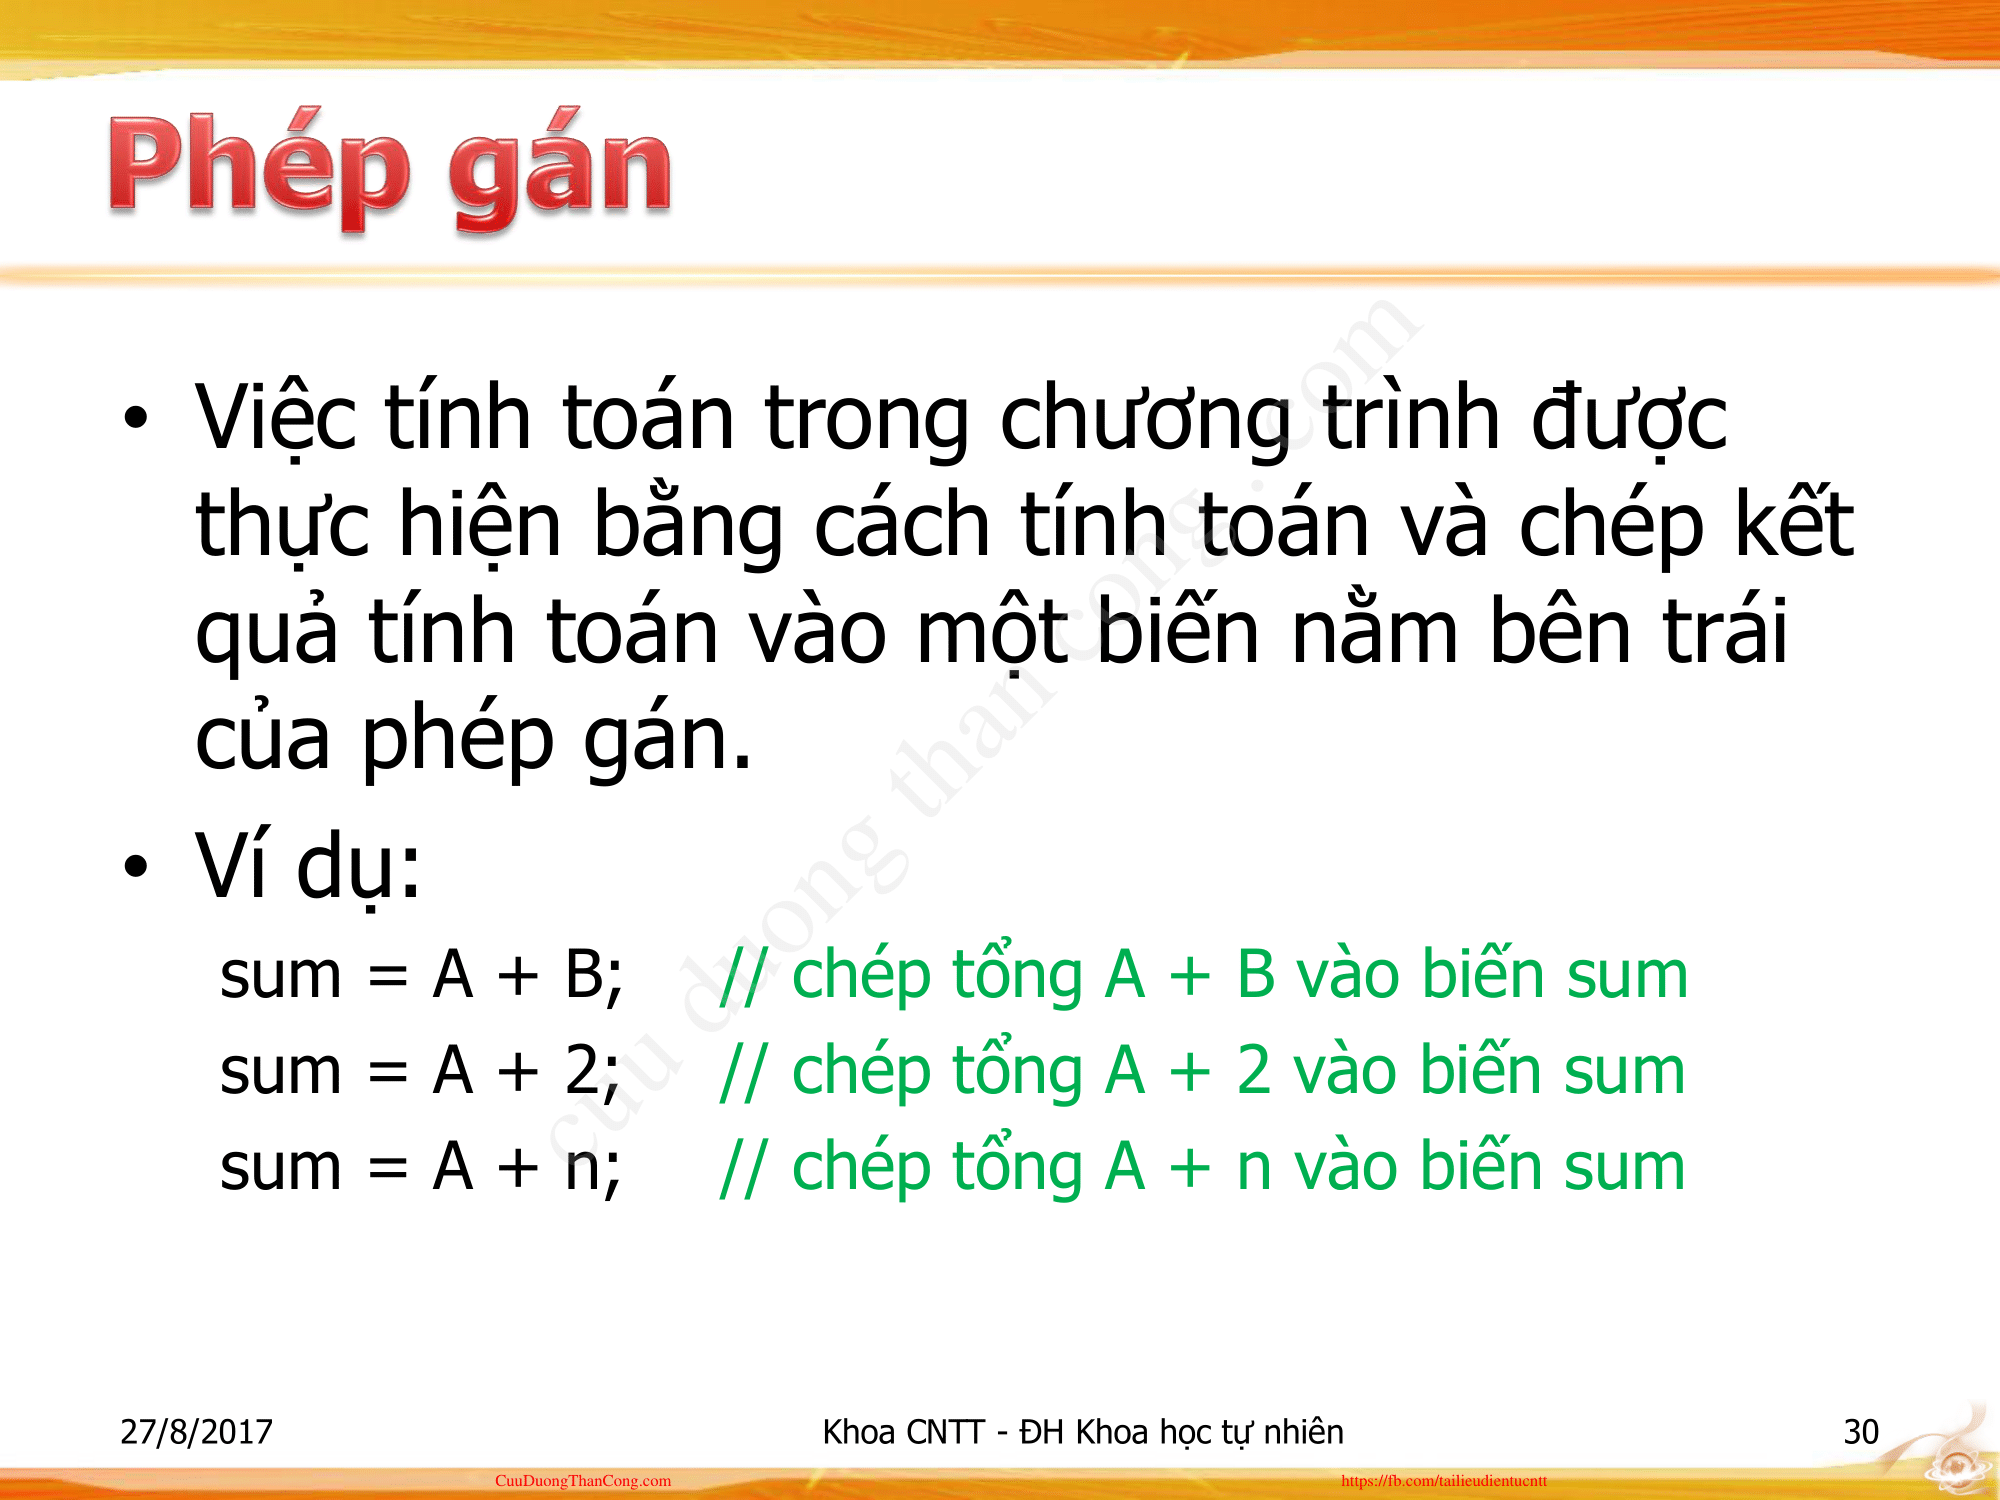 Phép gán
• Việc tính toán trong chương trình được
thực hiện bằng cách tính toán và chép kết
quả tính toán vào một biến nằm bên trái
của phép gán.
• Ví dụ:
sum = A + B; // chép tổng A + B vào biến sum
sum = A + 2; // chép tổng A + 2 vào biến sum
sum = A + n; // chép tổng A + n vào biến sum
cuu duong than cong . com
27/8/2017 Khoa CNTT - ĐH Khoa học tự nhiên 30
CuuDuongThanCong.com https://fb.com/tailieudientucntt